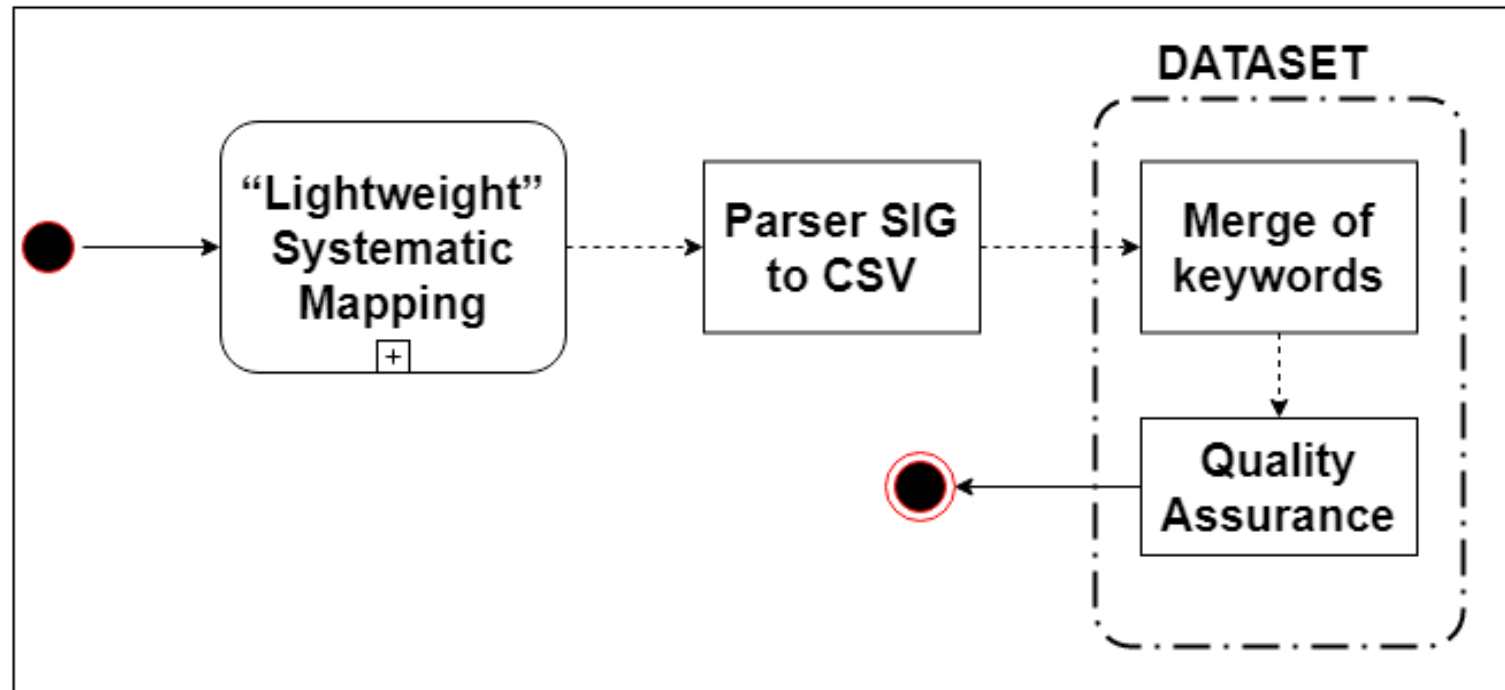 DATASET
“Lightweight”
Systematic
Mapping
+
Parser SIG
to CSV
Merge of
keywords
Quality
Assurance